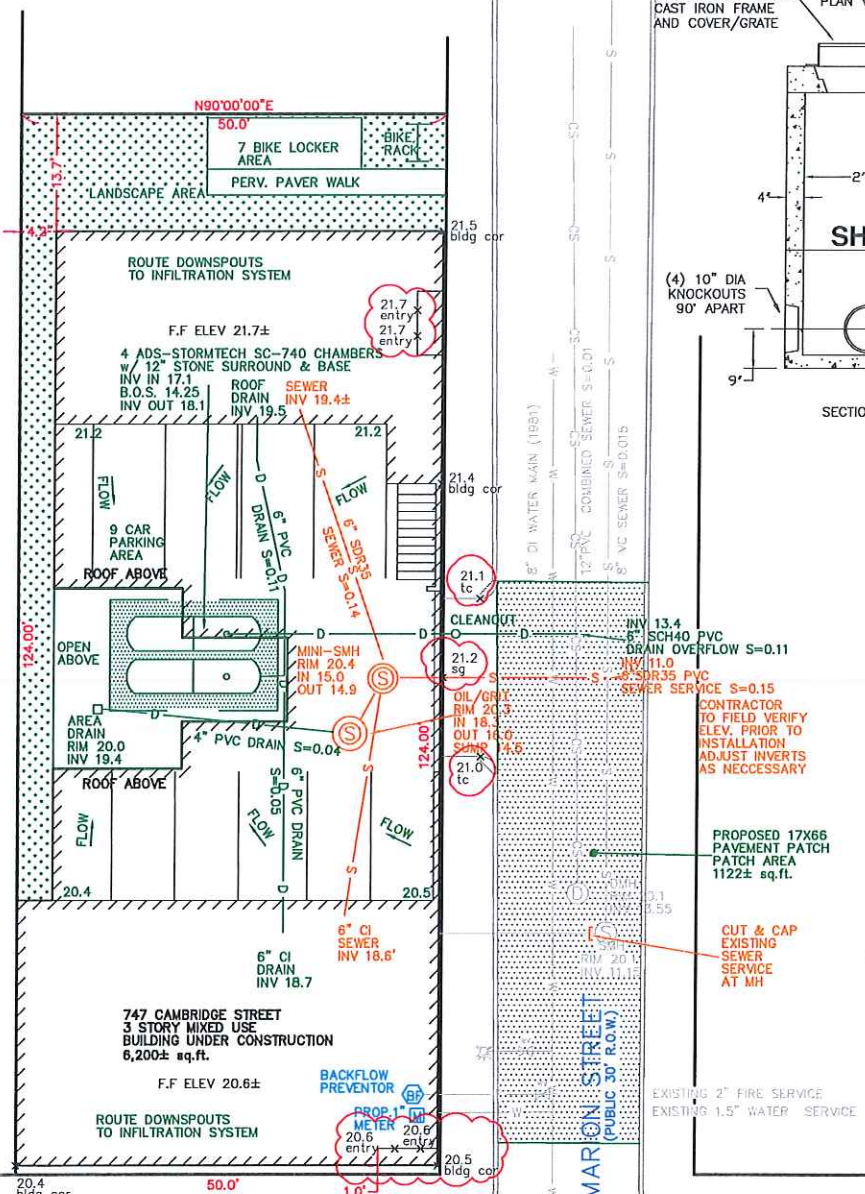 CAST IRON FRAME
AND COVER/GRATE
PLAN
N90°00'00"E
50.0'
7 BIKE LOCKER
AREA
BIKE
RACK
PERV. PAVER WALK
13.7'
LANDSCAPE AREA
4.2'
21.5
bldg cor
2'
4"
SH
(4) 10" DIA
KNOCKOUTS
90° APART
9"
SECTIO
ROUTE DOWNSPOUTS
TO INFILTRATION SYSTEM
21.7
entry
21.7
entry
F.F ELEV 21.7±
4 ADS-STORMTECH SC-740 CHAMBERS
w/ 12" STONE SURROUND & BASE
INV IN 17.1
B.O.S. 14.25
INV OUT 18.1
ROOF
DRAIN
INV 19.5
SEWER
INV 19.4±
21.2
21.2
21.4
bldg cor
FLOW
FLOW
FLOW
9 CAR
PARKING
AREA
ROOF ABOVE
6" PVC
DRAIN S=0.11
6" SDR35
SEWER S=0.14
8" DI WATER MAIN (1981)
12"PVC COMBINED SEWER S=0.01
8" VC SEWER S=0.015
21.1
tc
CLEANOUT
21.2
sg
INV 13.4
6" SCH40 PVC
DRAIN OVERFLOW S=0.11
INV 11.0
6"SDR35 PVC
SEWER SERVICE S=0.15
CONTRACTOR
TO FIELD VERIFY
ELEV. PRIOR TO
INSTALLATION
ADJUST INVERTS
AS NECCESSARY
124.00'
OPEN
ABOVE
MINI-SMH
RIM 20.4
IN 15.0
OUT 14.9
OIL/GRIT
RIM 20.3
IN 18.3
OUT 16.0
SUMP 14.5
AREA
DRAIN
RIM 20.0
INV 19.4
4" PVC DRAIN S=0.04
124.00'
21.0
tc
ROOF ABOVE
6" PVC DRAIN
S=0.05
FLOW
FLOW
FLOW
20.4
20.5
PROPOSED 17X66
PAVEMENT PATCH
PATCH AREA
1122± sq.ft.
D
DMH
S
SMH
RIM 20.1
INV 11.15
CUT & CAP
EXISTING
SEWER
SERVICE
AT MH
6" CI
SEWER
INV 18.6'
6" CI
DRAIN
INV 18.7
747 CAMBRIDGE STREET
3 STORY MIXED USE
BUILDING UNDER CONSTRUCTION
6,200± sq.ft.
F.F ELEV 20.6±
MARION STREET
(PUBLIC 30' R.O.W.)
BACKFLOW
PREVENTOR
BF
PROP.1"
METER
M
EXISTING 2" FIRE SERVICE
EXISTING 1.5" WATER SERVICE
ROUTE DOWNSPOUTS
TO INFILTRATION SYSTEM
20.6
entry
20.6
entry
20.5
bldg cor
20.4
bldg cor
50.0'
1.0'